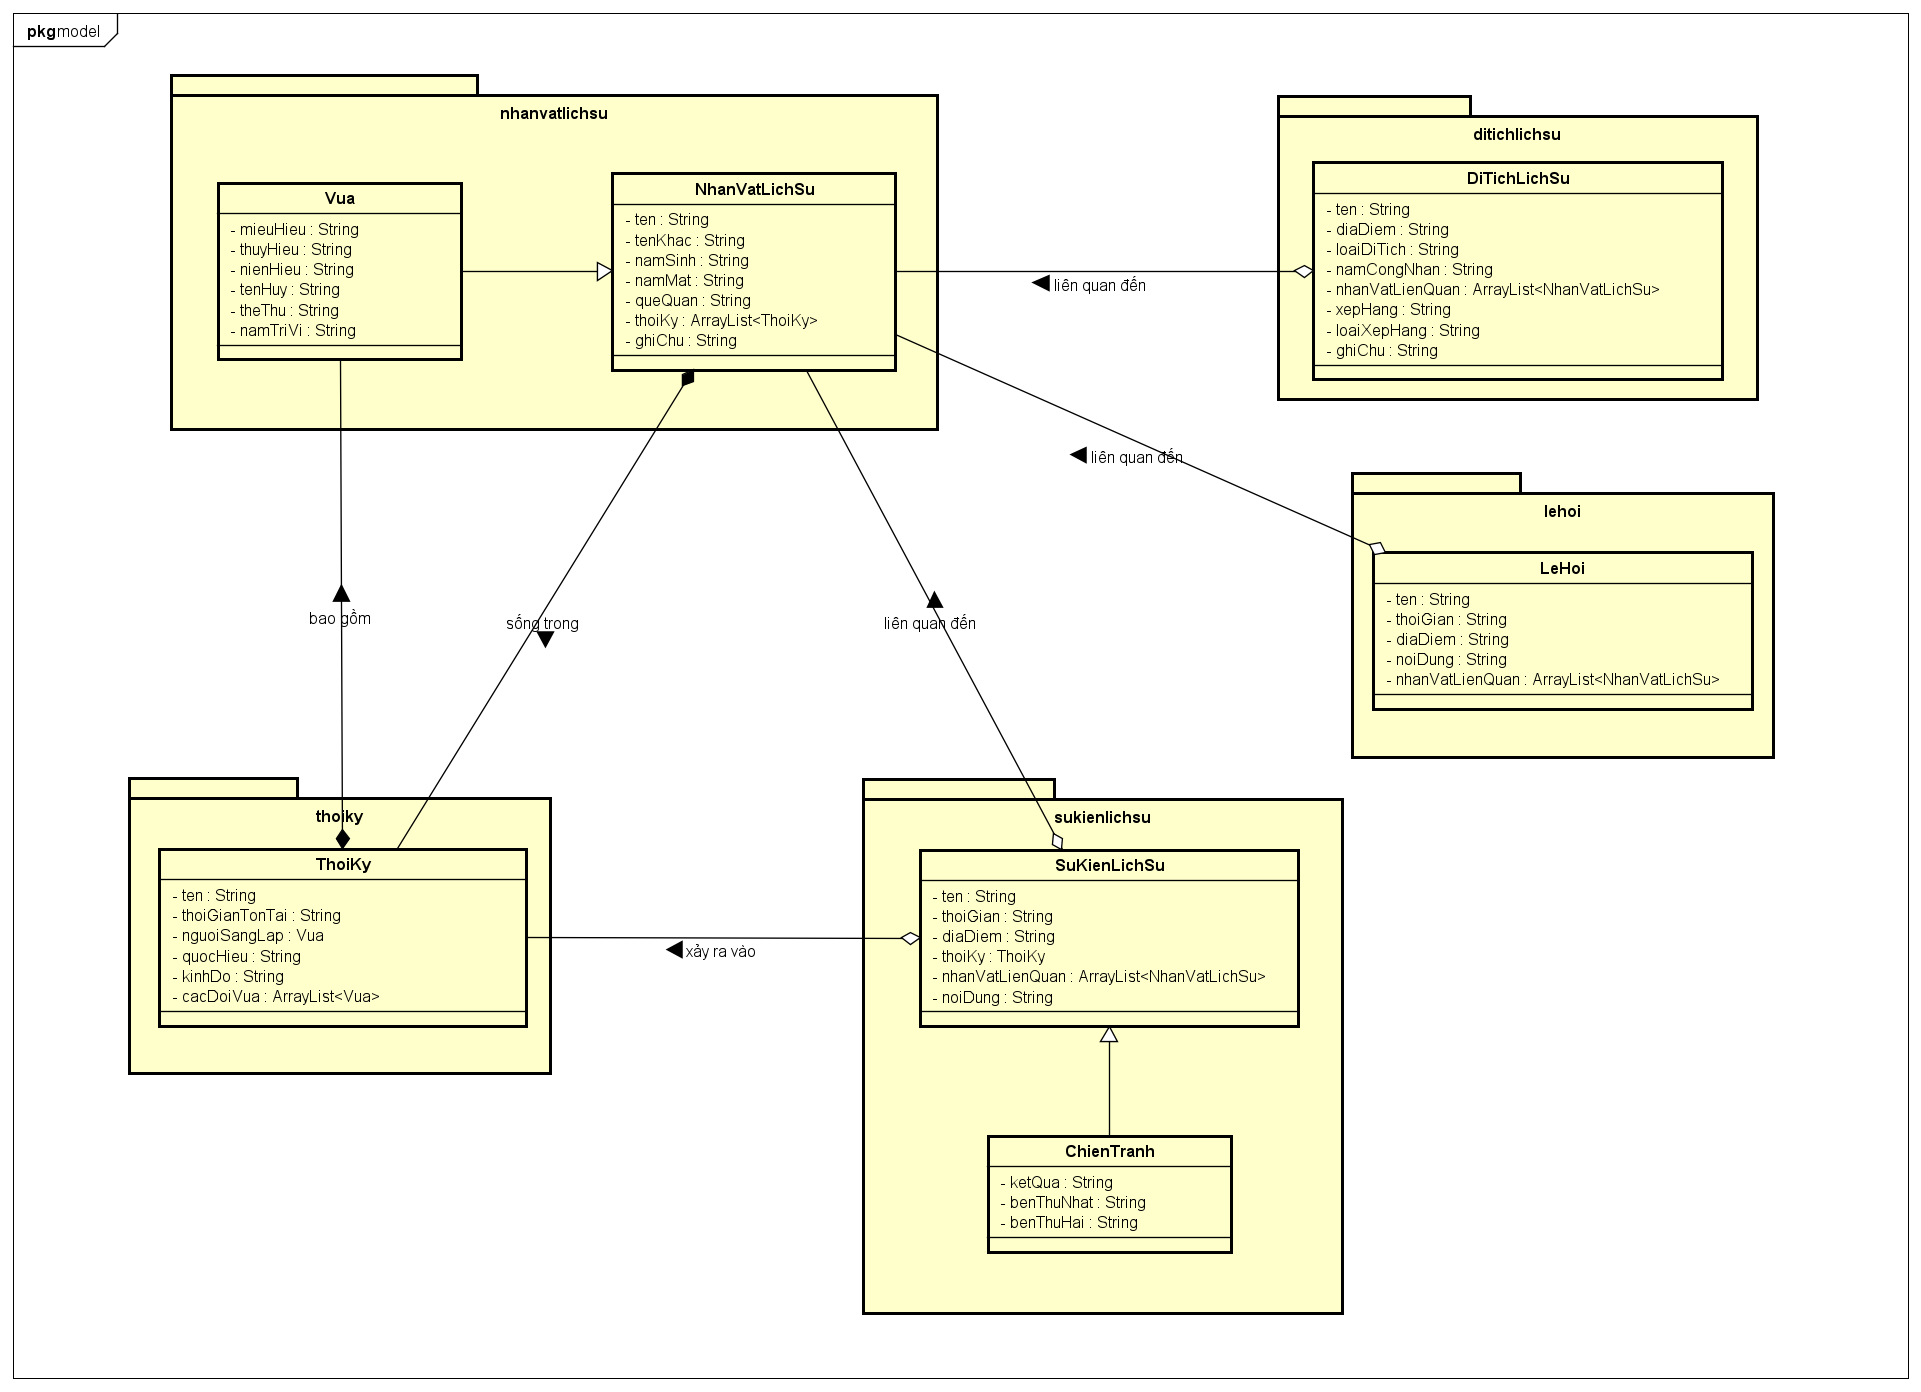 pkg model
nhanvatlichsu
Vua
- mieuHieu : String
- thuyHieu : String
- nienHieu : String
- tenHuy : String
- theThu : String
- namTriVi : String
NhanVatLichSu
- ten : String
- tenKhac : String
- namSinh : String
- namMat : String
- queQuan : String
- thoiKy : ArrayList<ThoiKy>
- ghiChu : String
liên quan đến
ditichlichsu
DiTichLichSu
- ten : String
- diaDiem : String
- loaiDiTich : String
- namCongNhan : String
- nhanVatLienQuan : ArrayList<NhanVatLichSu>
- xepHang : String
- loaiXepHang : String
- ghiChu : String
liên quan đến
lehoi
LeHoi
- ten : String
- thoiGian : String
- diaDiem : String
- noiDung : String
- nhanVatLienQuan : ArrayList<NhanVatLichSu>
bao gồm
sống trong
liên quan đến
thoiky
ThoiKy
- ten : String
- thoiGianTonTai : String
- nguoiSangLap : Vua
- quocHieu : String
- kinhDo : String
- cacDoiVua : ArrayList<Vua>
xảy ra vào
sukienlichsu
SuKienLichSu
- ten : String
- thoiGian : String
- diaDiem : String
- thoiKy : ThoiKy
- nhanVatLienQuan : ArrayList<NhanVatLichSu>
- noiDung : String
ChienTranh
- ketQua : String
- benThuNhat : String
- benThuHai : String